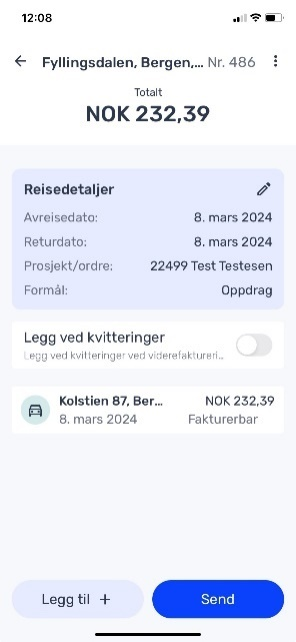 12:08
Fyllingsdalen, Bergen,... Nr. 486
Totalt
NOK 232,39
Reisedetaljer
Avreisedato: 8. mars 2024
Returdato: 8. mars 2024
Prosjekt/ordre: 22499 Test Testesen
Formål: Oppdrag
Legg ved kvitteringer
Legg ved kvitteringer ved viderefaktureri...
Kolstien 87, Ber... NOK 232,39
8. mars 2024 Fakturerbar
Legg til +
Send